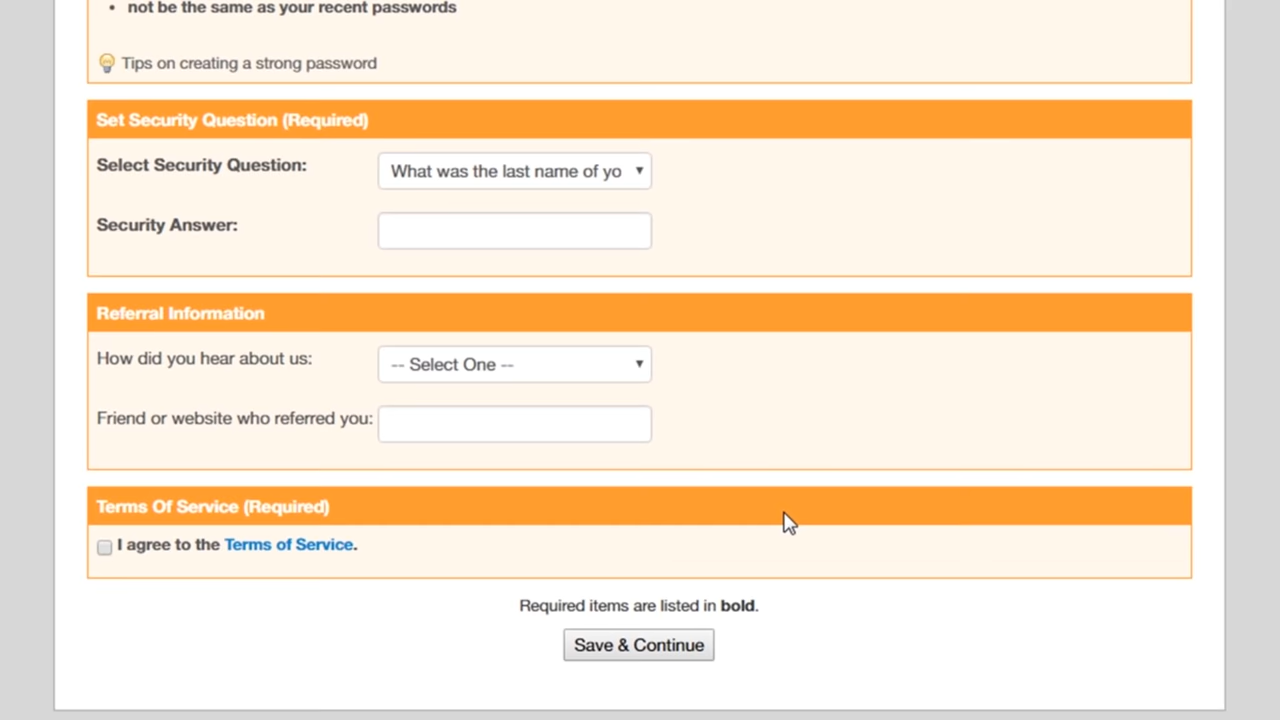 • not be the same as your recent passwords
Tips on creating a strong password
Set Security Question (Required)
Select Security Question:
What was the last name of yo
Security Answer:
Referral Information
How did you hear about us:
-- Select One --
Friend or website who referred you:
Terms Of Service (Required)
I agree to the Terms of Service.
Required items are listed in bold.
Save & Continue